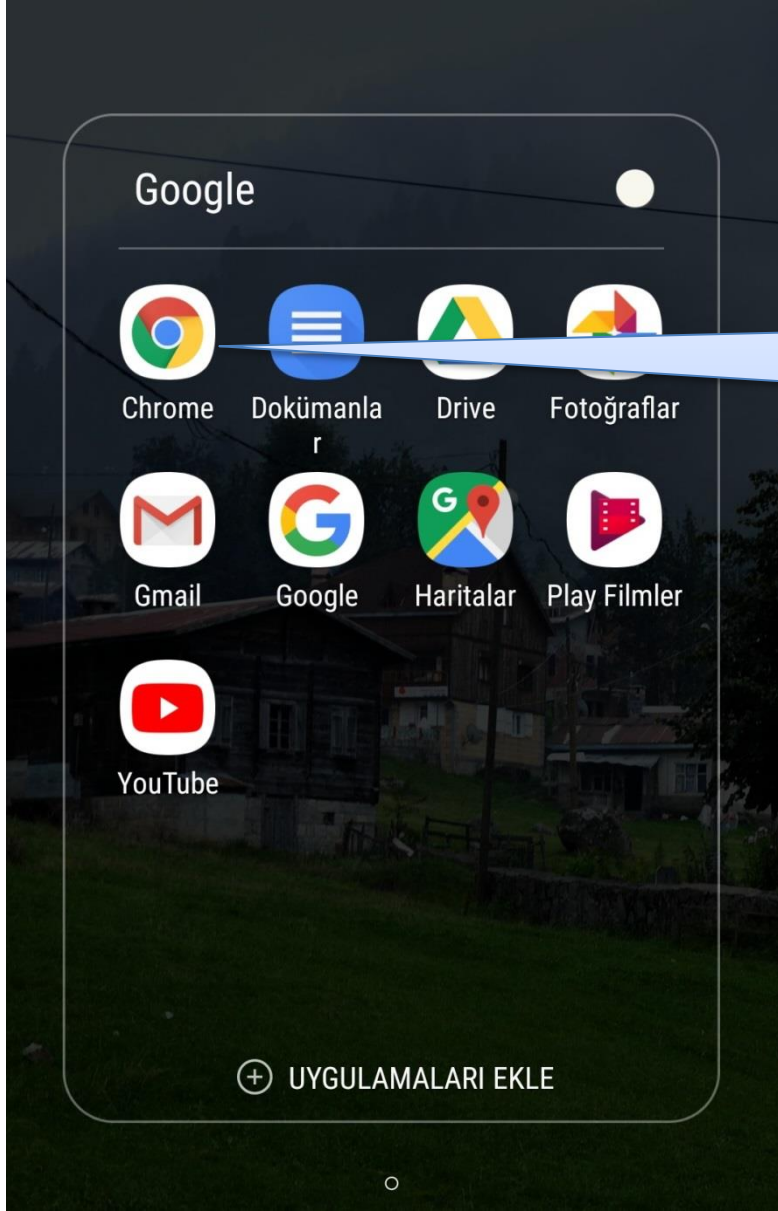 Google
Chrome
Dokümanla
r
Drive
Fotoğraflar
Gmail
Google
Haritalar
Play Filmler
YouTube
UYGULAMALARI EKLE